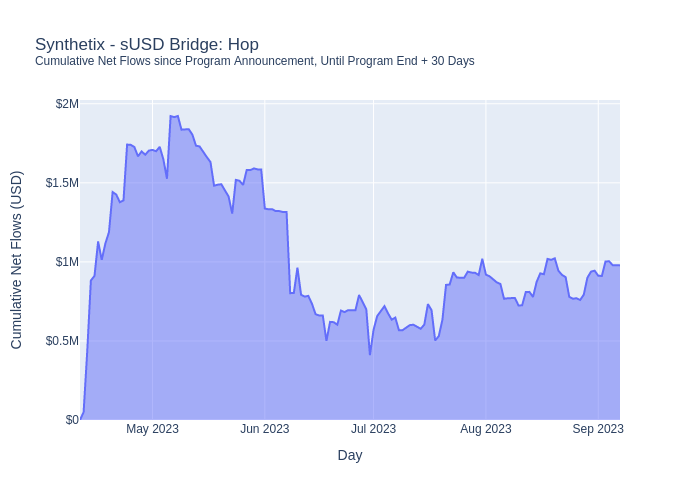 Synthetix - sUSD Bridge: Hop
Cumulative Net Flows since Program Announcement, Until Program End + 30 Days
$2M
$1.5M
$1M
$0.5M
$0
Cumulative Net Flows (USD)
May 2023
Jun 2023
Jul 2023
Aug 2023
Sep 2023
Day